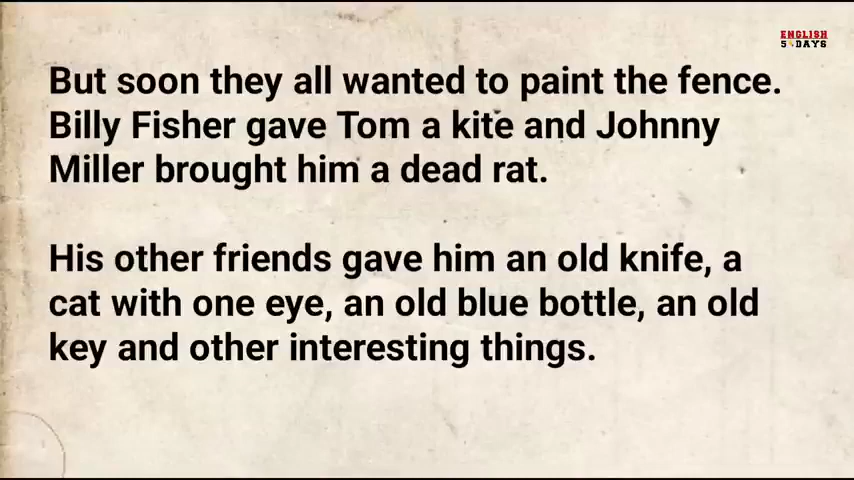 ENGLISH
5 DAYS
But soon they all wanted to paint the fence.
Billy Fisher gave Tom a kite and Johnny
Miller brought him a dead rat.
His other friends gave him an old knife, a
cat with one eye, an old blue bottle, an old
key and other interesting things.